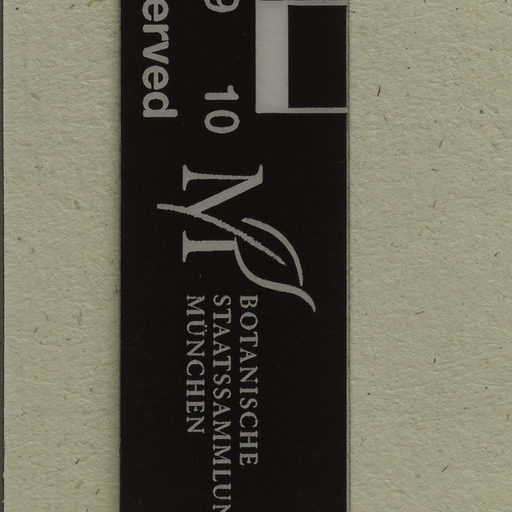 erved
9 10
BOTANISCHE
STAATSSAMMLUN
MÜNCHEN